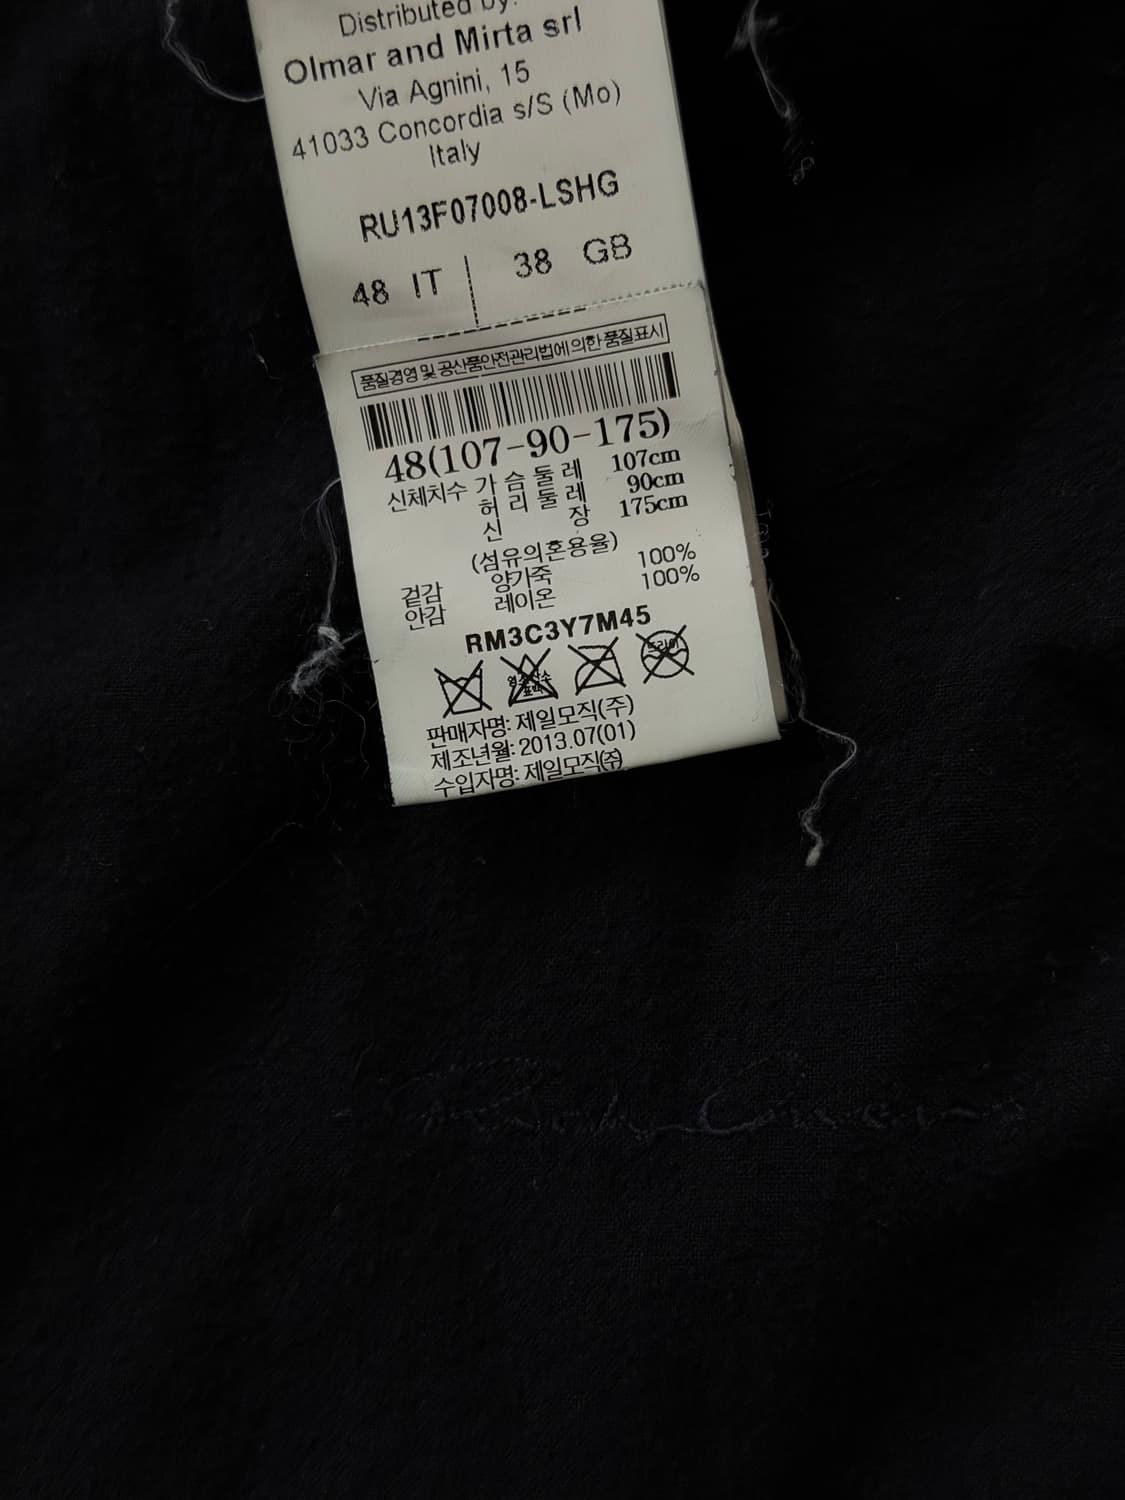 Distributed by:
Olmar and Mirta srl
Via Agnini, 15
41033 Concordia s/S (Mo)
Italy
RU13F07008-LSHG
48 IT 38 GB
품질경영 및 공산품안전관리법에 의한 품질표시
48(107-90-175)
신체치수 가슴둘레 107cm
허리둘레 90cm
신장 175cm
(섬유의혼용율)
겉감 양가죽 100%
안감 레이온 100%
RM3C3Y7M45
드라이
판매자명: 제일모직(주)
제조년월: 2013.07(01)
수입자명: 제일모직(주)